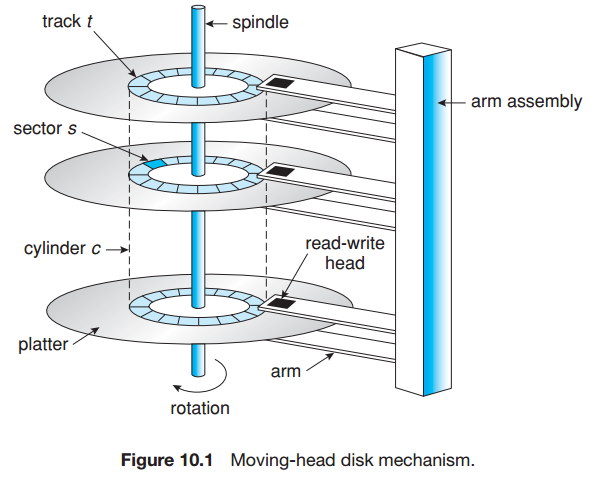 track t
spindle
arm assembly
sector s
cylinder c
read-write
head
platter
arm
rotation
Figure 10.1 Moving-head disk mechanism.